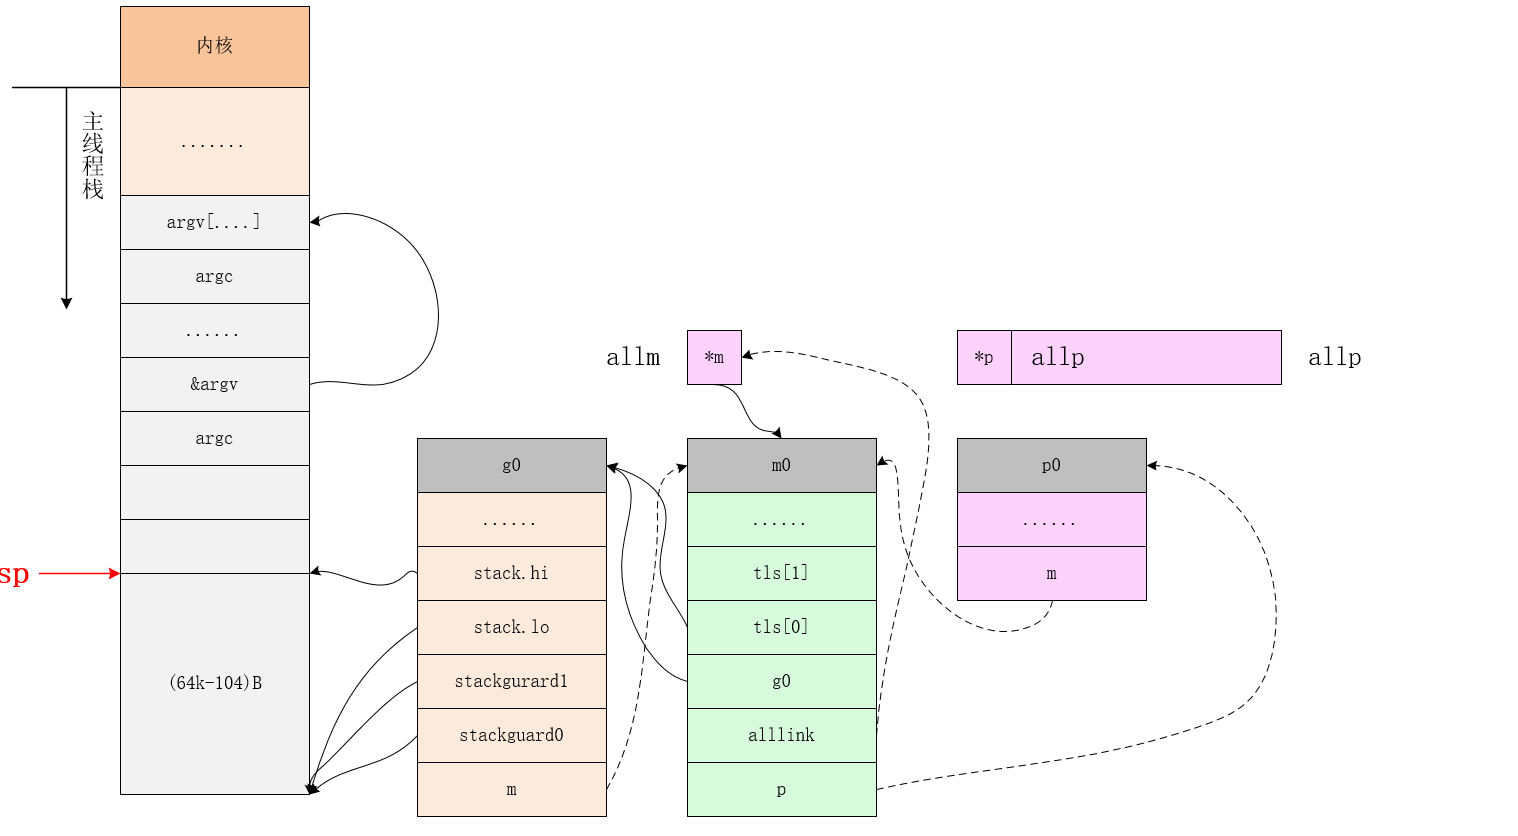 内核
主线程栈
.......
argv[....]
argc
......
&argv
argc
sp
(64k-104)B
allm
*m
*p
allp
allp
g0
......
stack.hi
stack.lo
stackgurard1
stackguard0
m
m0
......
tls[1]
tls[0]
g0
alllink
p
p0
......
m